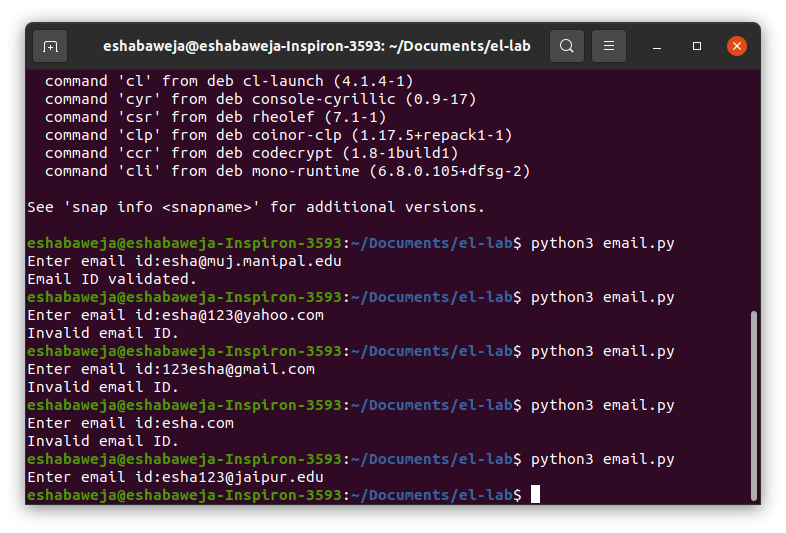 eshabaweja@eshabaweja-Inspiron-3593: ~/Documents/el-lab
command 'cl' from deb cl-launch (4.1.4-1)
command 'cyr' from deb console-cyrillic (0.9-17)
command 'csr' from deb rheolef (7.1-1)
command 'clp' from deb coinor-clp (1.17.5+repack1-1)
command 'ccr' from deb codecrypt (1.8-1build1)
command 'cli' from deb mono-runtime (6.8.0.105+dfsg-2)
See 'snap info <snapname>' for additional versions.
eshabaweja@eshabaweja-Inspiron-3593:~/Documents/el-lab$ python3 email.py
Enter email id:esha@muj.manipal.edu
Email ID validated.
eshabaweja@eshabaweja-Inspiron-3593:~/Documents/el-lab$ python3 email.py
Enter email id:esha@123@yahoo.com
Invalid email ID.
eshabaweja@eshabaweja-Inspiron-3593:~/Documents/el-lab$ python3 email.py
Enter email id:123esha@gmail.com
Invalid email ID.
eshabaweja@eshabaweja-Inspiron-3593:~/Documents/el-lab$ python3 email.py
Enter email id:esha.com
Invalid email ID.
eshabaweja@eshabaweja-Inspiron-3593:~/Documents/el-lab$ python3 email.py
Enter email id:esha123@jaipur.edu
eshabaweja@eshabaweja-Inspiron-3593:~/Documents/el-lab$